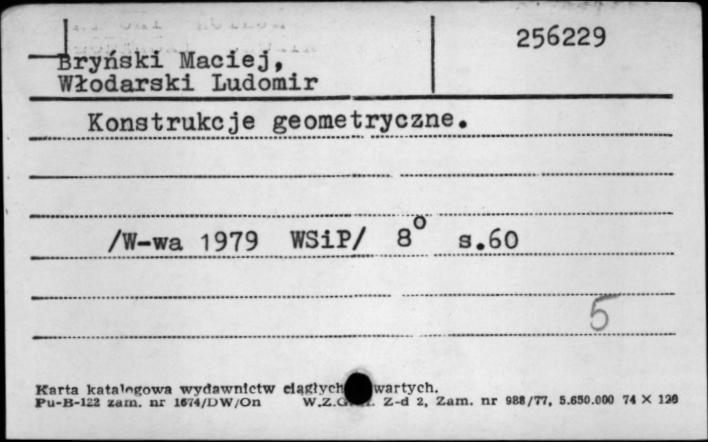 256229
Bryński Maciej,
Włodarski Ludomir
Konstrukcje geometryczne.
/W-wa 1979 WSiP/ 8° s.60
5
Karta katalogowa wydawnictw ciągłych wartych.
Pu-B-122 zam. nr 1674/DW/On W.Z.G. Z-d 2, Zam. nr 988/77, 5.650.000 74 X 120